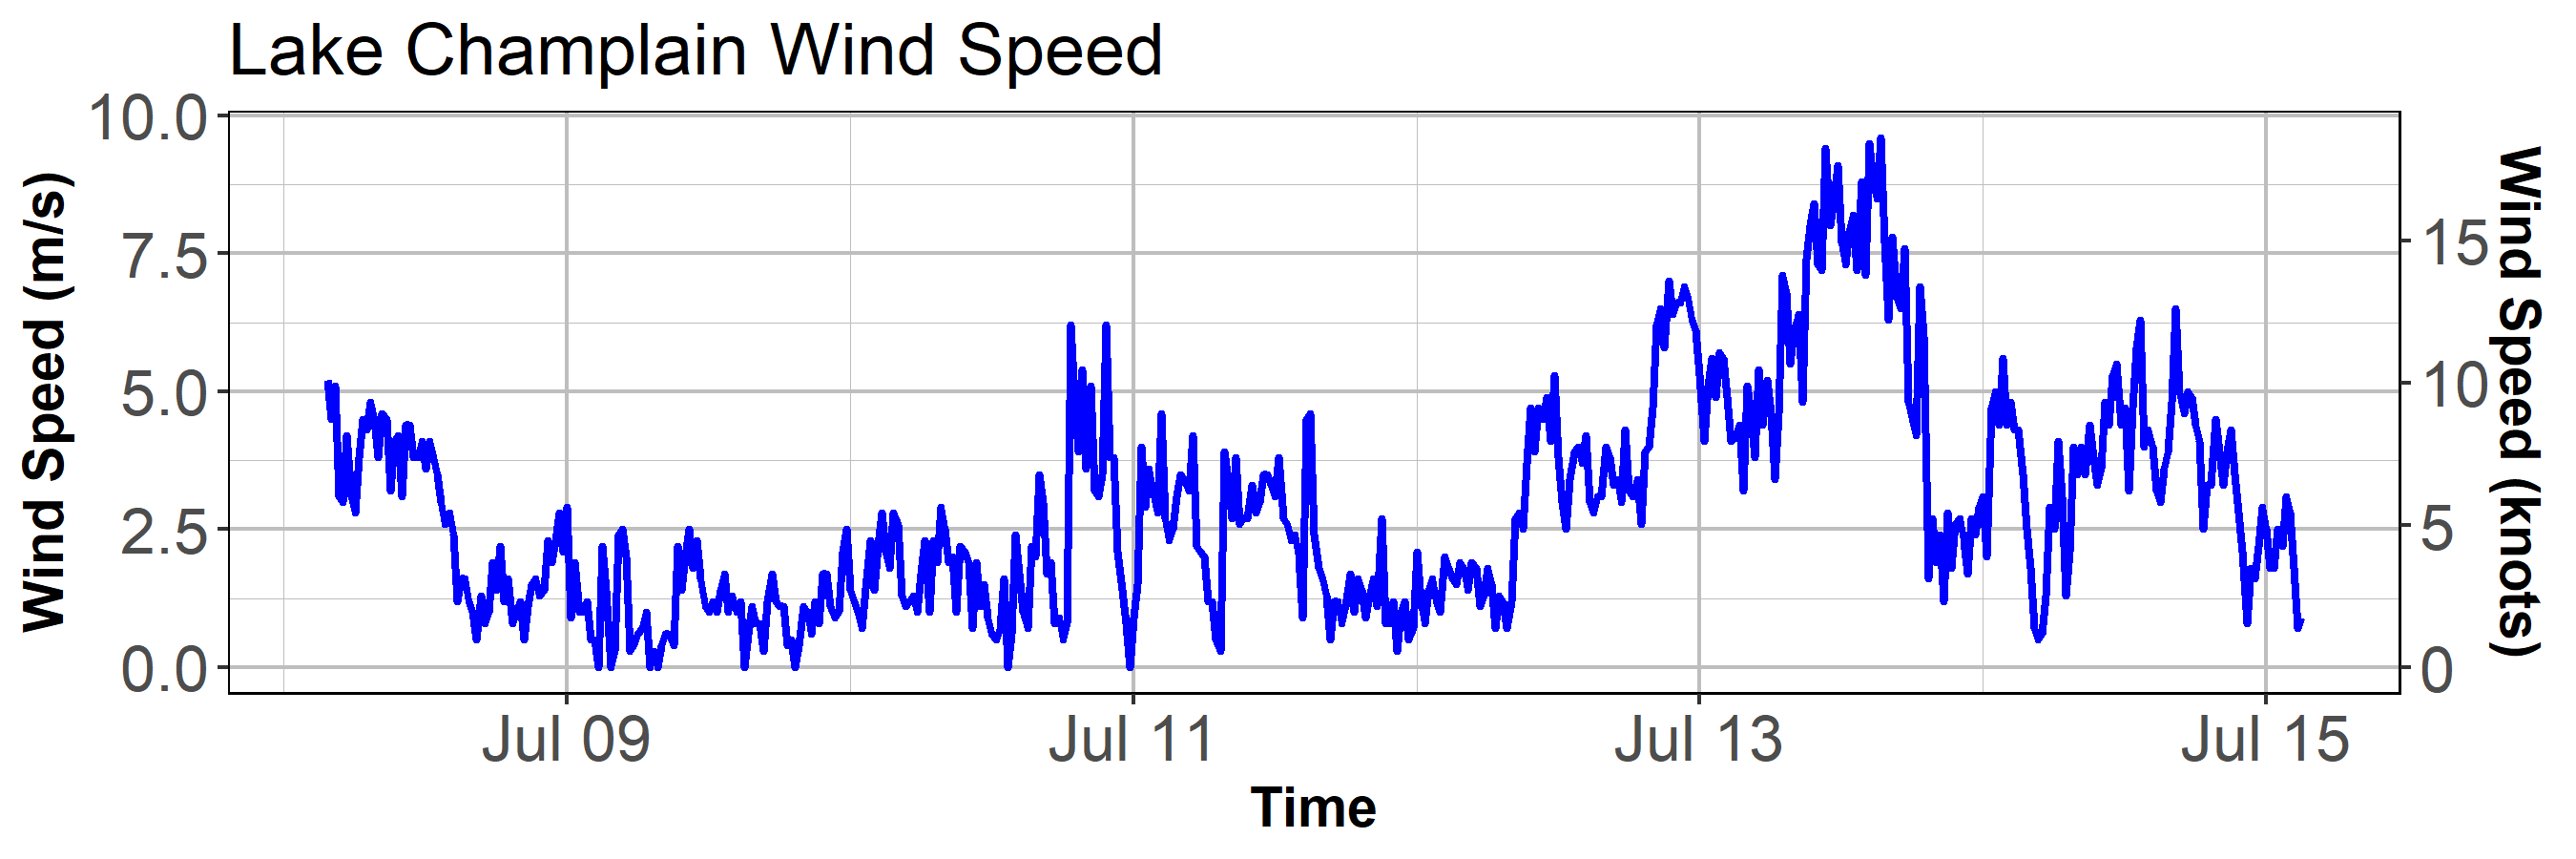 Lake Champlain Wind Speed
10.0
7.5
5.0
2.5
0.0
Wind Speed (m/s)
15
10
5
0
Wind Speed (knots)
Jul 09 Jul 11 Jul 13 Jul 15
Time